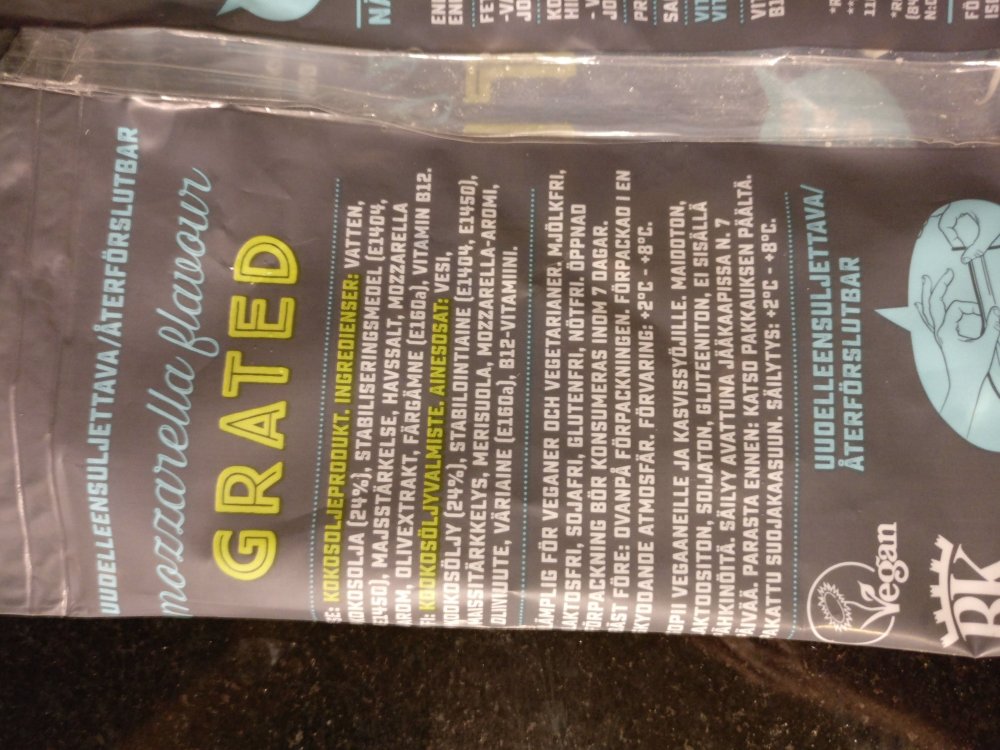 UUDELLEENSULJETTAVA/ÅTERFÖRSLUTBAR
mozzarella flavour
GRATED
SE: KOKOSOLJEPRODUKT. INGREDIENSER: VATTEN,
KOKOSOLJA (24%), STABILISERINGSMEDEL (E1404,
E1450), MAJSSTÄRKELSE, HAVSSALT, MOZZARELLA
AROM, OLIVEXTRAKT, FÄRGÄMNE (E160a), VITAMIN B12.
FI: KOOKOSÖLJYVALMISTE. AINESOSAT: VESI,
KOOKOSÖLJY (24%), STABILOINTIAINE (E1404, E1450),
MAISSITÄRKKELYS, MERISUOLA, MOZZARELLA-AROMI,
OLIIVIUUTE, VÄRIAINE (E160a), B12-VITAMIINI.
LÄMPLIG FÖR VEGANER OCH VEGETARIANER. MJÖLKFRI,
LAKTOSFRI, SOJAFRI, GLUTENFRI, NÖTFRI. ÖPPNAD
FÖRPACKNING BÖR KONSUMERAS INOM 7 DAGAR.
BÄST FÖRE: OVANPÅ FÖRPACKNINGEN. FÖRPACKAD I EN
SKYDDANDE ATMOSFÄR. FÖRVARING: +2°C - +8°C.
SOPII VEGAANEILLE JA KASVISSYÖJILLE. MAIDOTON,
LAKTOOSITON, SOIJATON, GLUTEENITON, EI SISÄLLÄ
PÄHKINÖITÄ. SÄILYY AVATTUNA JÄÄKAAPISSA N. 7
PÄIVÄÄ. PARASTA ENNEN: KATSO PAKKAUKSEN PÄÄLTÄ.
PAKATTU SUOJAKAASUUN. SÄILYTYS: +2°C - +8°C.
UUDELLEENSULJETTAVA/
ÅTERFÖRSLUTBAR
Vegan
RK